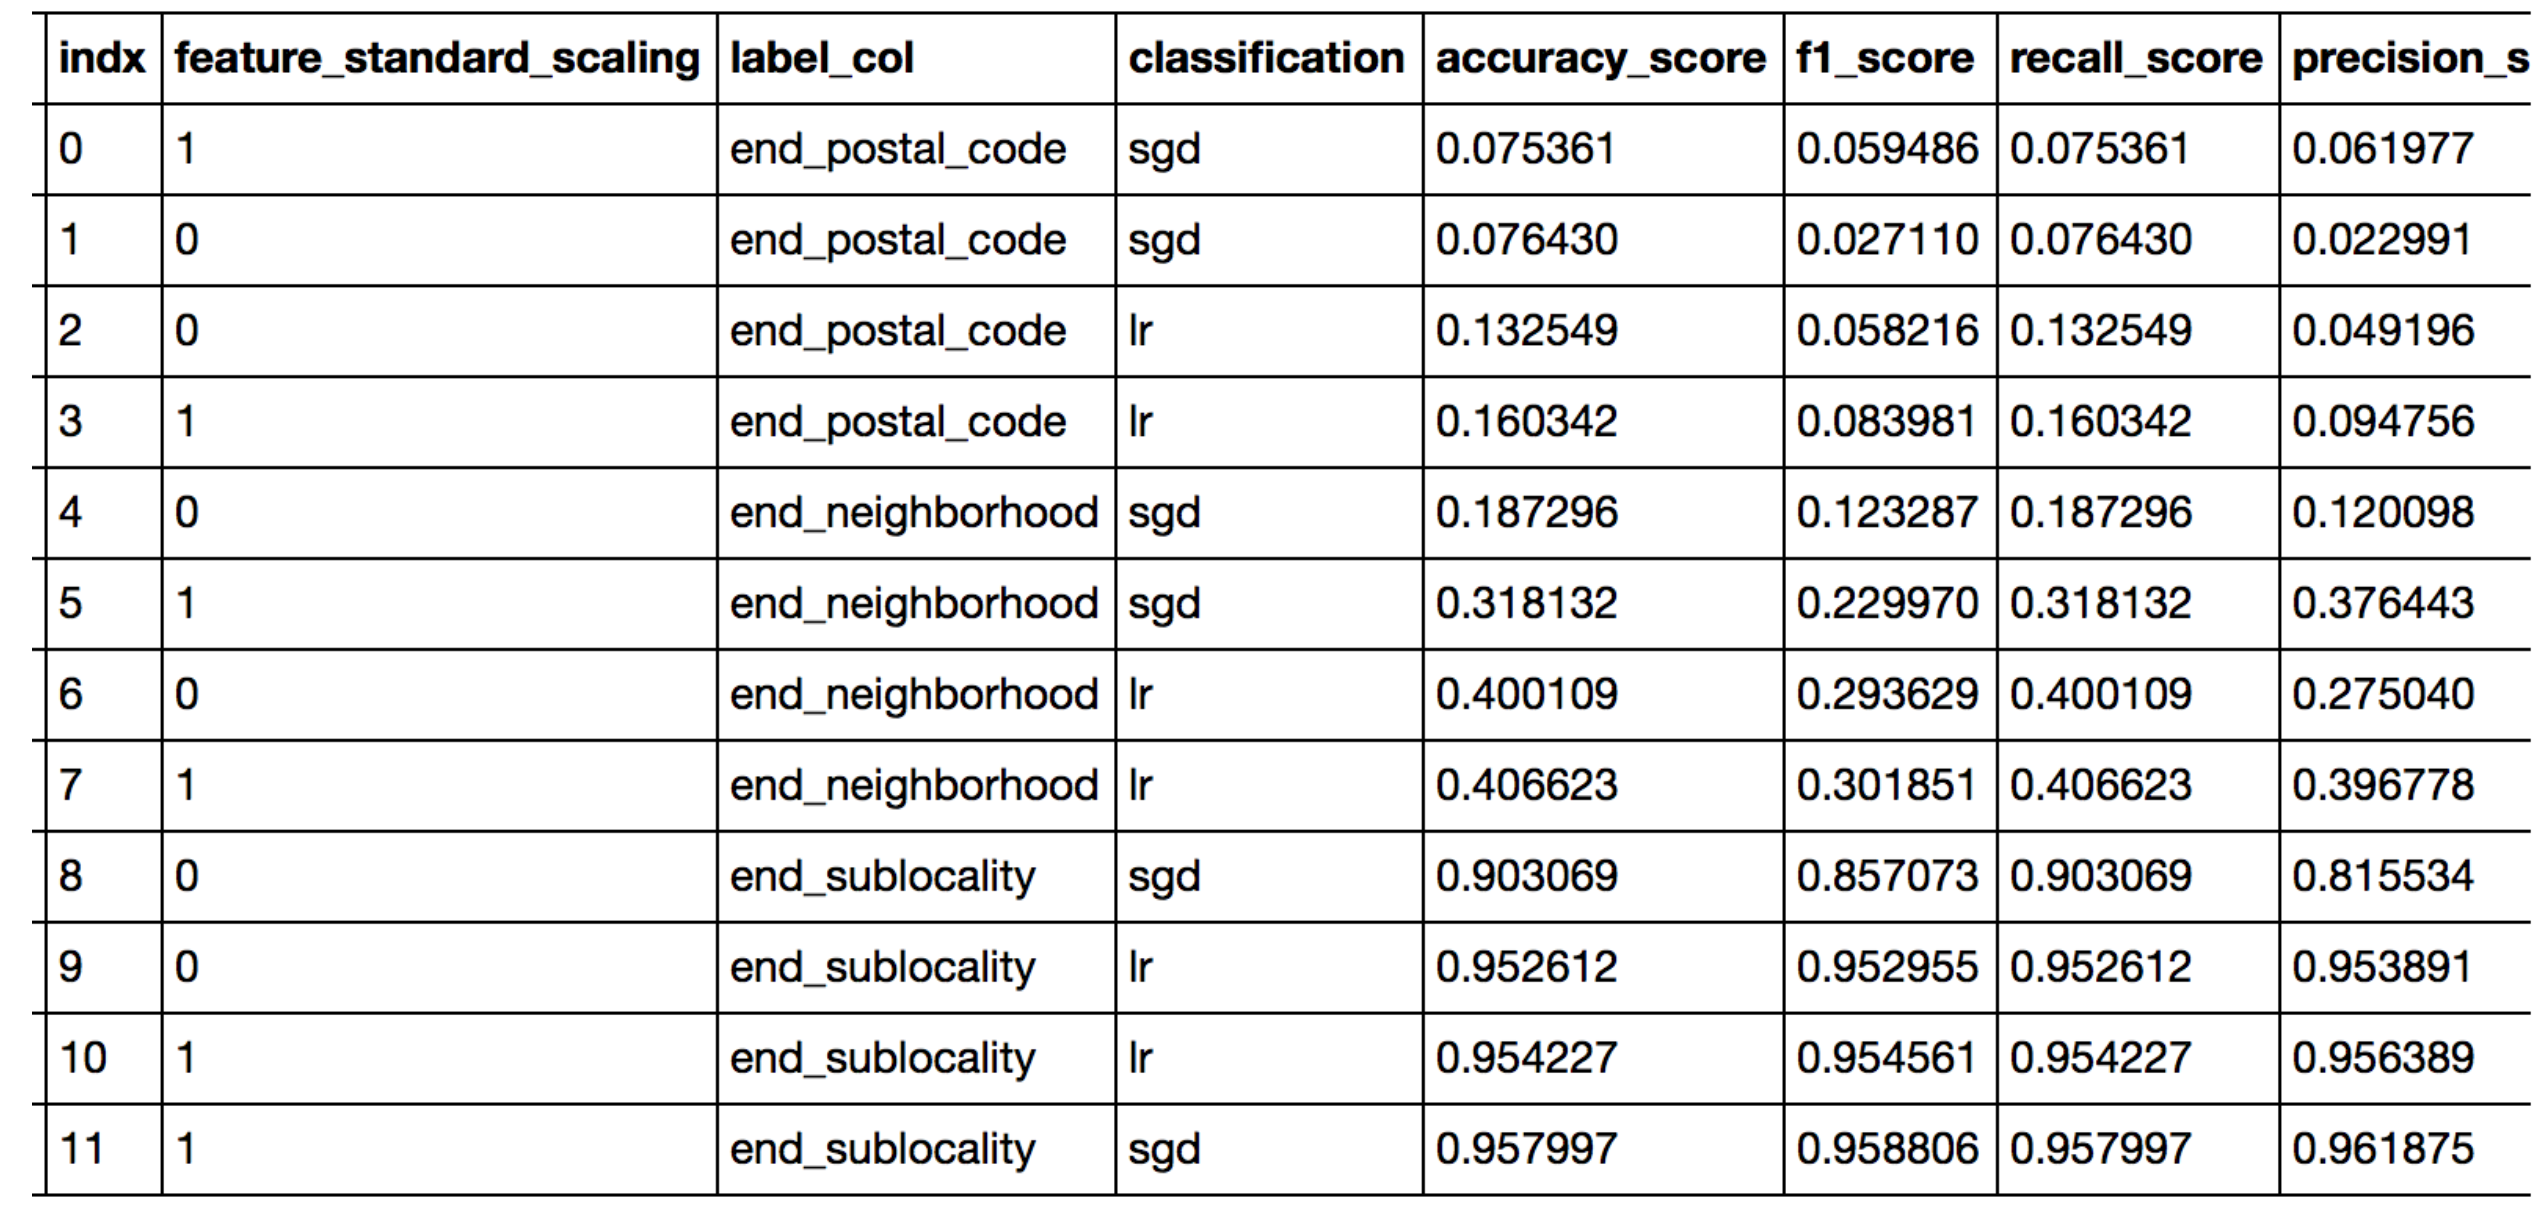 indx feature_standard_scaling label_col classification accuracy_score f1_score recall_score precision_s
0 1 end_postal_code sgd 0.075361 0.059486 0.075361 0.061977
1 0 end_postal_code sgd 0.076430 0.027110 0.076430 0.022991
2 0 end_postal_code lr 0.132549 0.058216 0.132549 0.049196
3 1 end_postal_code lr 0.160342 0.083981 0.160342 0.094756
4 0 end_neighborhood sgd 0.187296 0.123287 0.187296 0.120098
5 1 end_neighborhood sgd 0.318132 0.229970 0.318132 0.376443
6 0 end_neighborhood lr 0.400109 0.293629 0.400109 0.275040
7 1 end_neighborhood lr 0.406623 0.301851 0.406623 0.396778
8 0 end_sublocality sgd 0.903069 0.857073 0.903069 0.815534
9 0 end_sublocality lr 0.952612 0.952955 0.952612 0.953891
10 1 end_sublocality lr 0.954227 0.954561 0.954227 0.956389
11 1 end_sublocality sgd 0.957997 0.958806 0.957997 0.961875